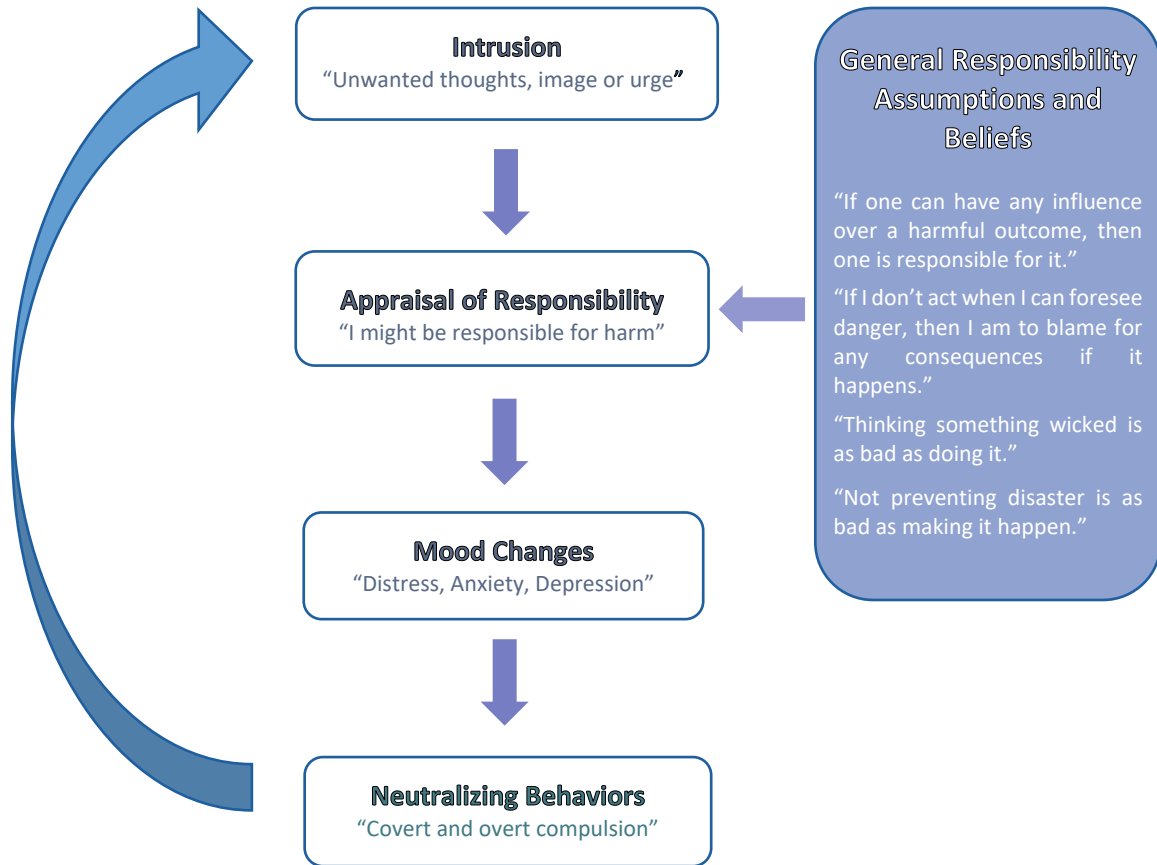 Intrusion
“Unwanted thoughts, image or urge”
Appraisal of Responsibility
“I might be responsible for harm”
Mood Changes
“Distress, Anxiety, Depression”
Neutralizing Behaviors
“Covert and overt compulsion”
General Responsibility
Assumptions and
Beliefs
“If one can have any influence
over a harmful outcome, then
one is responsible for it.”
“If I don’t act when I can foresee
danger, then I am to blame for
any consequences if it
happens.”
“Thinking something wicked is
as bad as doing it.”
“Not preventing disaster is as
bad as making it happen.”